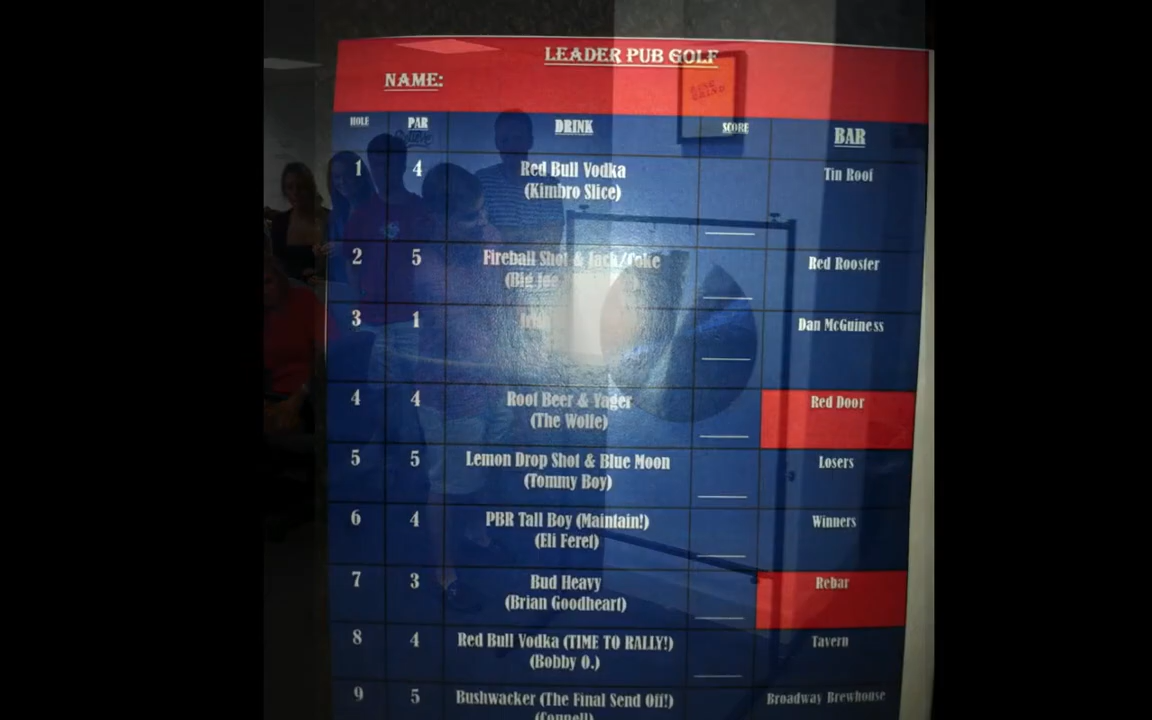 LEADER PUB GOLF
NAME:
HOLE PAR DRINK SCORE BAR
1 4 Red Bull Vodka Tin Roof
(Kimbro Slice)
2 5 Fireball Shot & Jack/Coke Red Rooster
(Big Joe
3 1 Dan McGuiness
4 4 Root Beer & Yager Red Door
(The Wolfe)
5 5 Lemon Drop Shot & Blue Moon Losers
(Tommy Boy)
6 4 PBR Tall Boy (Maintain!) Winners
(Eli Feret)
7 3 Bud Heavy Rebar
(Brian Goodheart)
8 4 Red Bull Vodka (TIME TO RALLY!) Tavern
(Bobby O.)
9 5 Bushwacker (The Final Send Off!) Broadway Brewhouse
(Connell)